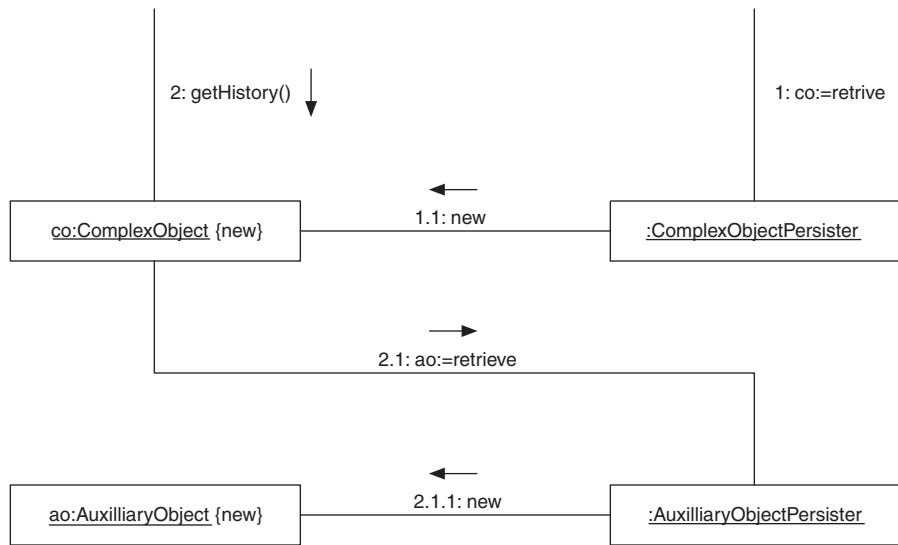 2: getHistory()
1: co:=retrive
1.1: new
co:ComplexObject {new}
:ComplexObjectPersister
2.1: ao:=retrieve
2.1.1: new
ao:AuxilliaryObject {new}
:AuxilliaryObjectPersister